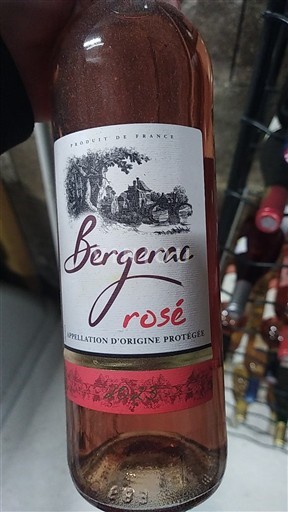 PRODUIT DE FRANCE
Bergerac
rosé
APPELLATION D'ORIGINE PROTÉGÉE